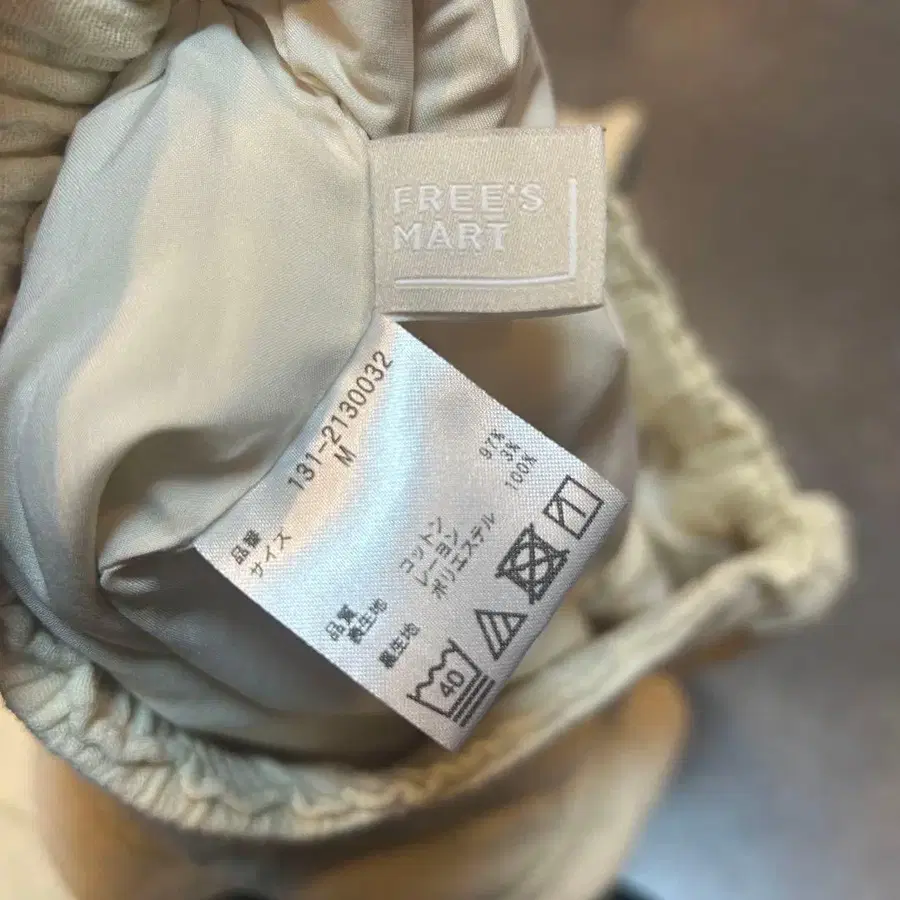 FREE'S
MART
品番 131-2130032
サイズ M
品質
表生地 コットン 97%
レーヨン 3%
裏生地 ポリエステル 100%
40